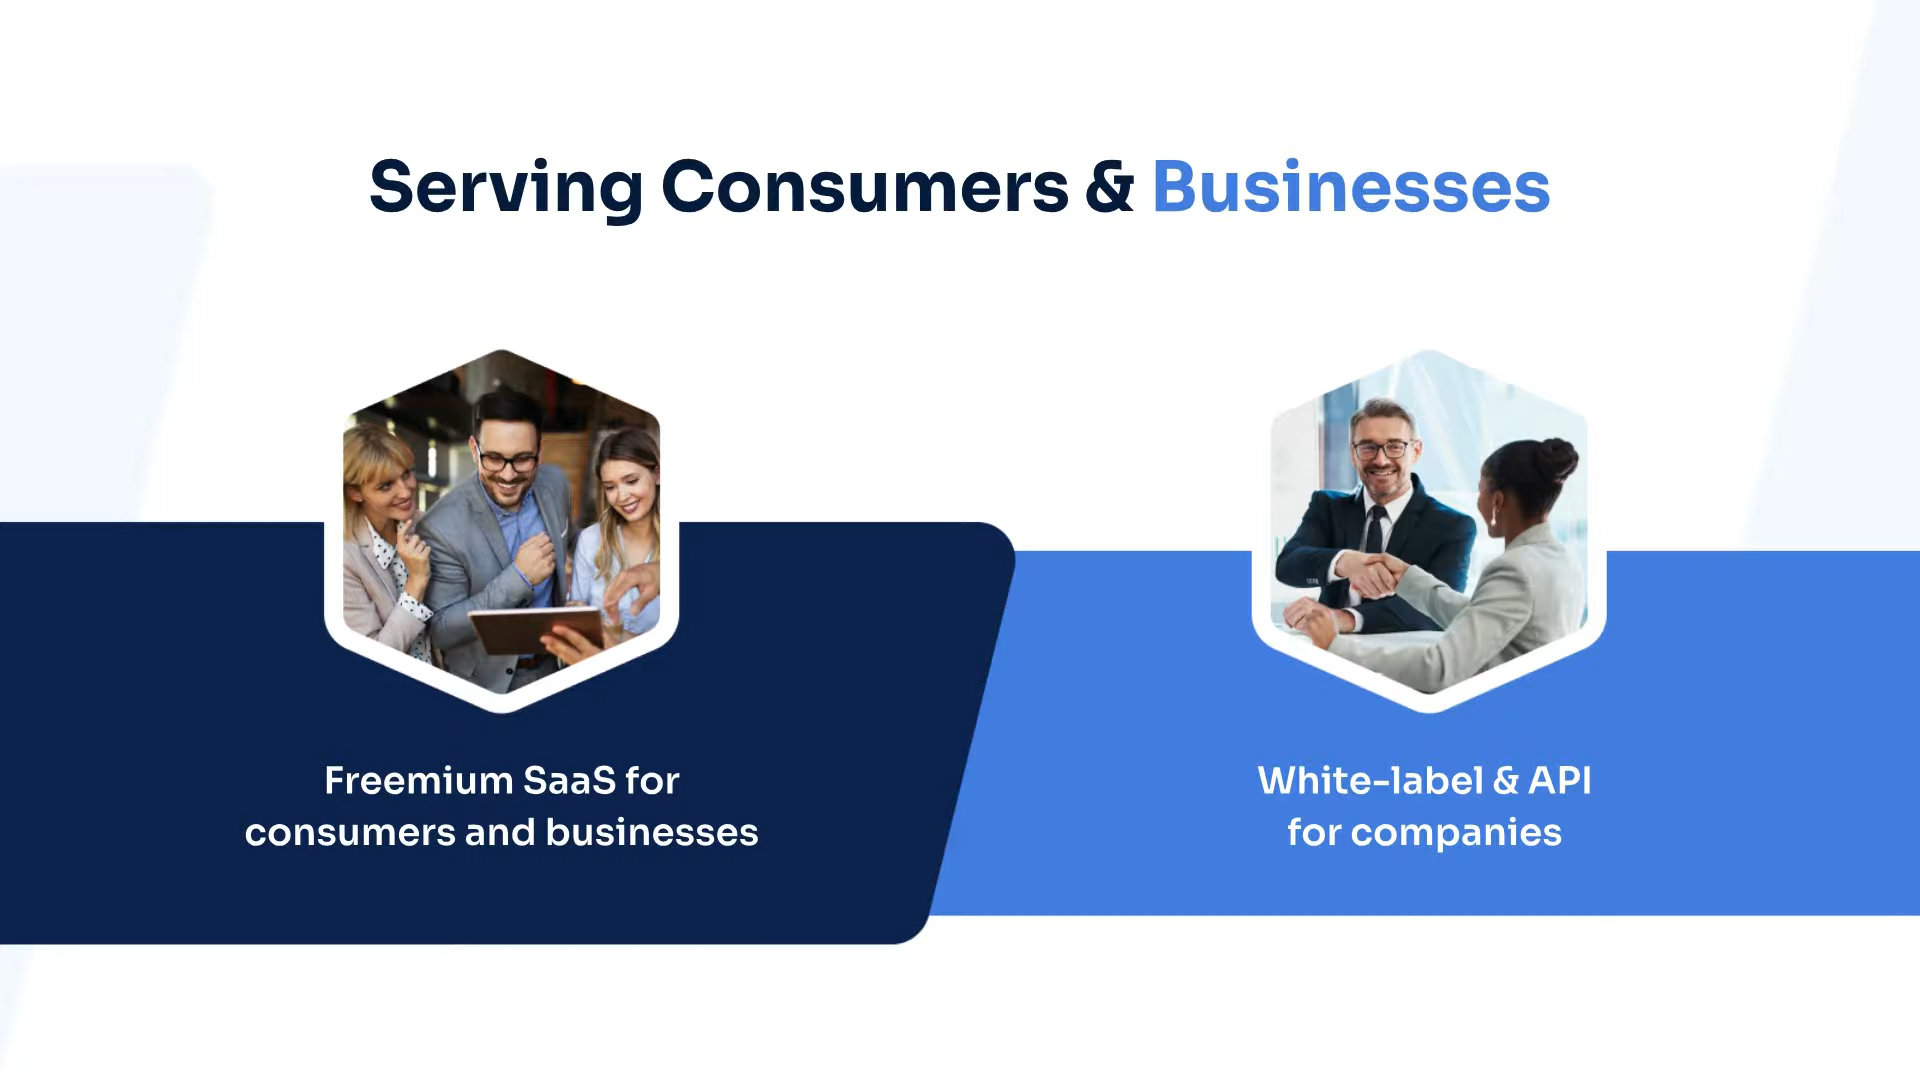 Serving Consumers & Businesses
Freemium SaaS for
consumers and businesses
White-label & API
for companies